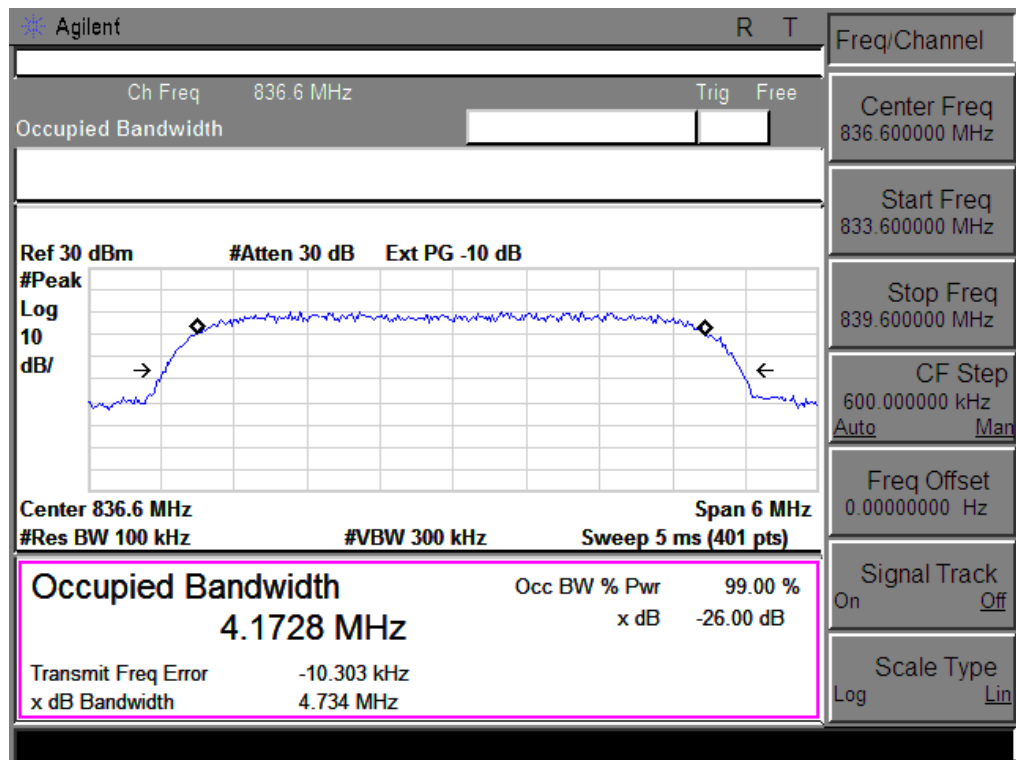 Agilent R T
Ch Freq 836.6 MHz Trig Free
Occupied Bandwidth
Ref 30 dBm #Atten 30 dB Ext PG -10 dB
#Peak
Log
10
dB/
Center 836.6 MHz Span 6 MHz
#Res BW 100 kHz #VBW 300 kHz Sweep 5 ms (401 pts)
Occupied Bandwidth Occ BW % Pwr 99.00 %
4.1728 MHz x dB -26.00 dB
Transmit Freq Error -10.303 kHz
x dB Bandwidth 4.734 MHz
Freq/Channel
Center Freq
836.600000 MHz
Start Freq
833.600000 MHz
Stop Freq
839.600000 MHz
CF Step
600.000000 kHz
Auto Man
Freq Offset
0.00000000 Hz
Signal Track
On Off
Scale Type
Log Lin